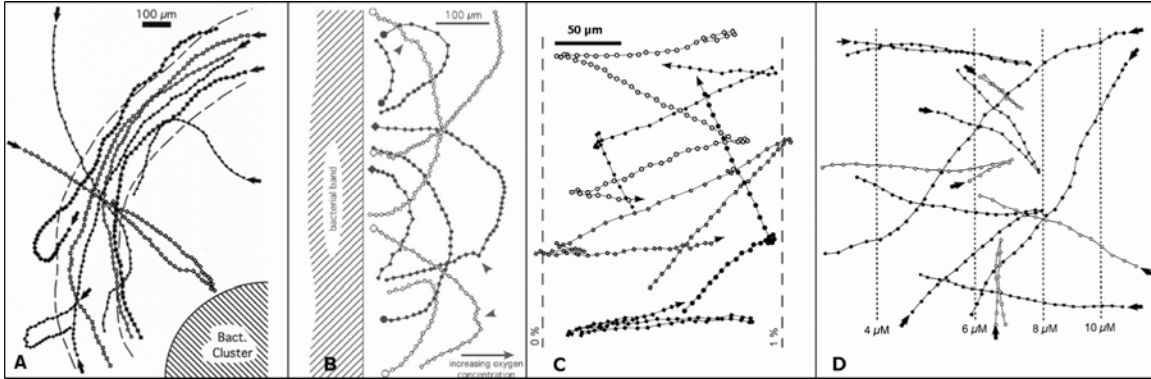 100 µm
Bact.
Cluster
A
100 µm
bacterial band
increasing oxygen
concentration
B
50 µm
0 %
1 %
C
4 µM
6 µM
8 µM
10 µM
D